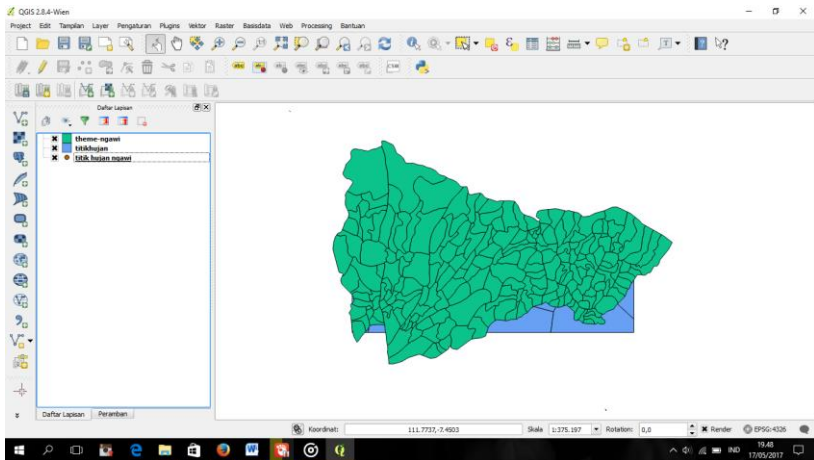 QGIS 2.8.4-Wien
Project Edit Tampilan Layer Pengaturan Plugins Vektor Raster Basisdata Web Processing Bantuan
Daftar Lapisan
theme-ngawi
titikhujan
titik hujan ngawi
Daftar Lapisan Peramban
Koordinat: 111.7737,-7.4503 Skala 1:375.197 Rotation: 0,0 Render EPSG:4326
IND 19.48
17/05/2017